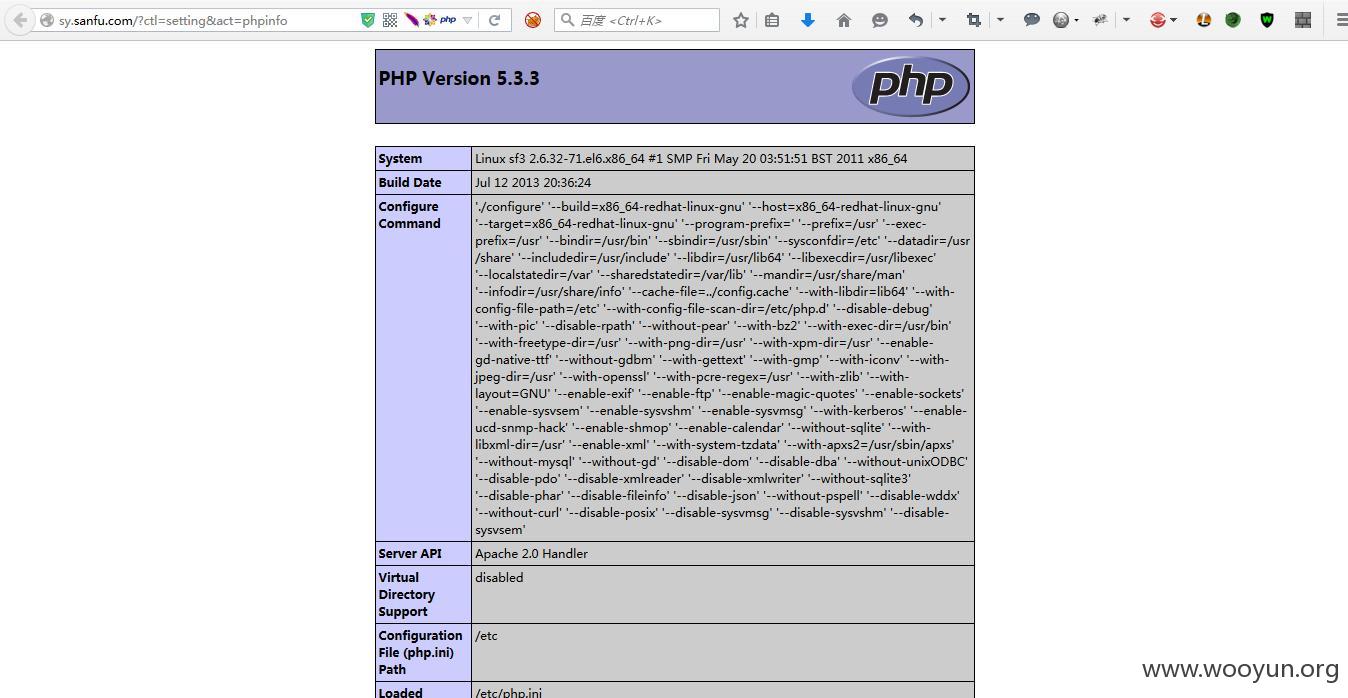 sy.sanfu.com/?ctl=setting&act=phpinfo
php
百度 <Ctrl+K>
PHP Version 5.3.3
php
System
Linux sf3 2.6.32-71.el6.x86_64 #1 SMP Fri May 20 03:51:51 BST 2011 x86_64
Build Date
Jul 12 2013 20:36:24
Configure
Command
'./configure' '--build=x86_64-redhat-linux-gnu' '--host=x86_64-redhat-linux-gnu'
'--target=x86_64-redhat-linux-gnu' '--program-prefix=' '--prefix=/usr' '--exec-
prefix=/usr' '--bindir=/usr/bin' '--sbindir=/usr/sbin' '--sysconfdir=/etc' '--datadir=/usr
/share' '--includedir=/usr/include' '--libdir=/usr/lib64' '--libexecdir=/usr/libexec'
'--localstatedir=/var' '--sharedstatedir=/var/lib' '--mandir=/usr/share/man'
'--infodir=/usr/share/info' '--cache-file=../config.cache' '--with-libdir=lib64' '--with-
config-file-path=/etc' '--with-config-file-scan-dir=/etc/php.d' '--disable-debug'
'--with-pic' '--disable-rpath' '--without-pear' '--with-bz2' '--with-exec-dir=/usr/bin'
'--with-freetype-dir=/usr' '--with-png-dir=/usr' '--with-xpm-dir=/usr' '--enable-
gd-native-ttf' '--without-gdbm' '--with-gettext' '--with-gmp' '--with-iconv' '--with-
jpeg-dir=/usr' '--with-openssl' '--with-pcre-regex=/usr' '--with-zlib' '--with-
layout=GNU' '--enable-exif' '--enable-ftp' '--enable-magic-quotes' '--enable-sockets'
'--enable-sysvsem' '--enable-sysvshm' '--enable-sysvmsg' '--with-kerberos' '--enable-
ucd-snmp-hack' '--enable-shmop' '--enable-calendar' '--without-sqlite' '--with-
libxml-dir=/usr' '--enable-xml' '--with-system-tzdata' '--with-apxs2=/usr/sbin/apxs'
'--without-mysql' '--without-gd' '--disable-dom' '--disable-dba' '--without-unixODBC'
'--disable-pdo' '--disable-xmlreader' '--disable-xmlwriter' '--without-sqlite3'
'--disable-phar' '--disable-fileinfo' '--disable-json' '--without-pspell' '--disable-wddx'
'--without-curl' '--disable-posix' '--disable-sysvmsg' '--disable-sysvshm' '--disable-
sysvsem'
Server API
Apache 2.0 Handler
Virtual
Directory
Support
disabled
Configuration
File (php.ini)
Path
/etc
Loaded
/etc/php.ini
www.wooyun.org